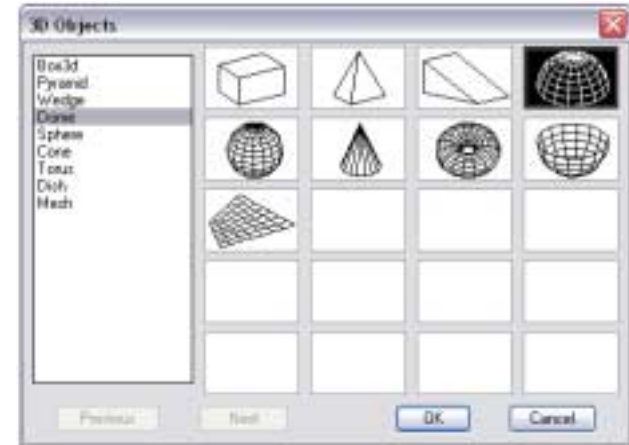 3D Objects
Box3d
Pyramid
Wedge
Dome
Sphere
Cone
Torus
Dish
Mesh
Previous
Next
OK
Cancel